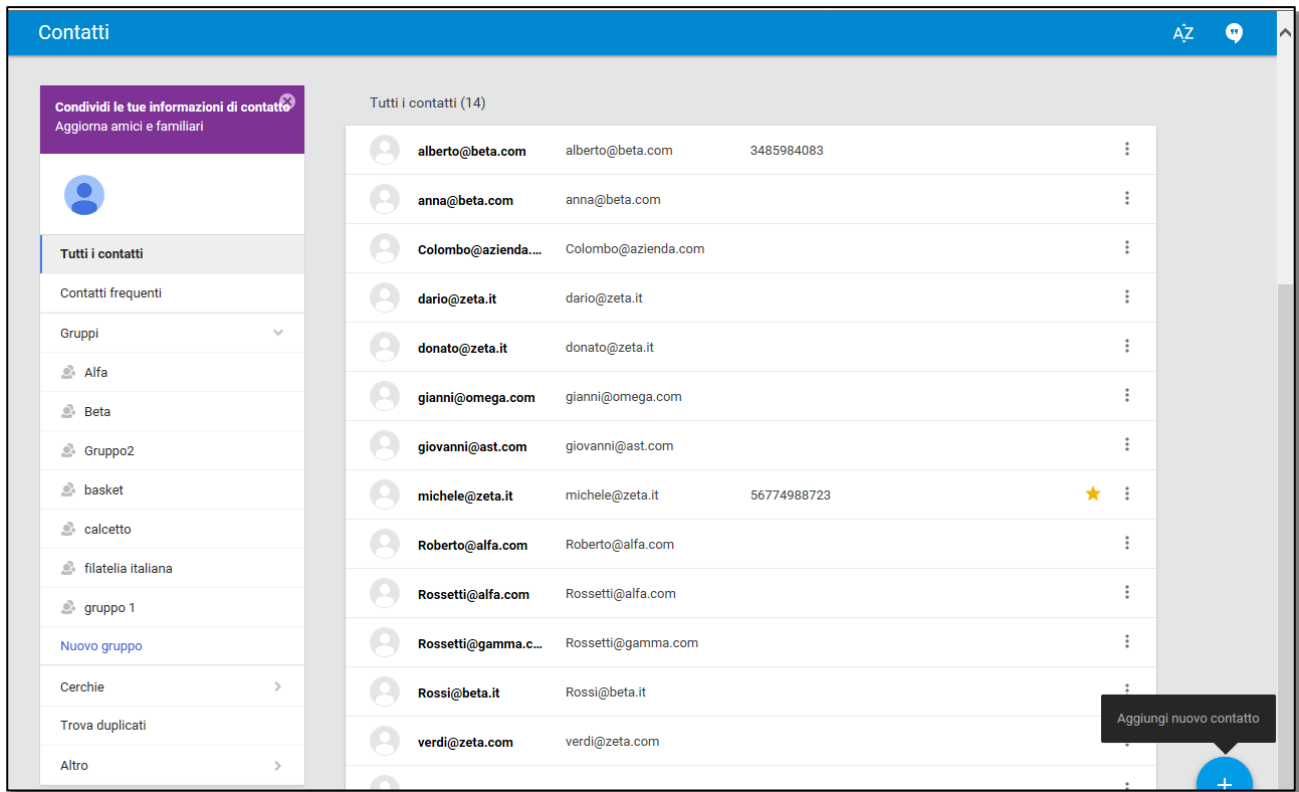 Contatti
AZ
Condividi le tue informazioni di contatto
Aggiorna amici e familiari
Tutti i contatti
Contatti frequenti
Gruppi
Alfa
Beta
Gruppo2
basket
calcetto
filatelia italiana
gruppo 1
Nuovo gruppo
Cerchie
Trova duplicati
Altro
Tutti i contatti (14)
alberto@beta.com alberto@beta.com 3485984083
anna@beta.com anna@beta.com
Colombo@azienda.... Colombo@azienda.com
dario@zeta.it dario@zeta.it
donato@zeta.it donato@zeta.it
gianni@omega.com gianni@omega.com
giovanni@ast.com giovanni@ast.com
michele@zeta.it michele@zeta.it 56774988723
Roberto@alfa.com Roberto@alfa.com
Rossetti@alfa.com Rossetti@alfa.com
Rossetti@gamma.c... Rossetti@gamma.com
Rossi@beta.it Rossi@beta.it
verdi@zeta.com verdi@zeta.com
Aggiungi nuovo contatto
+